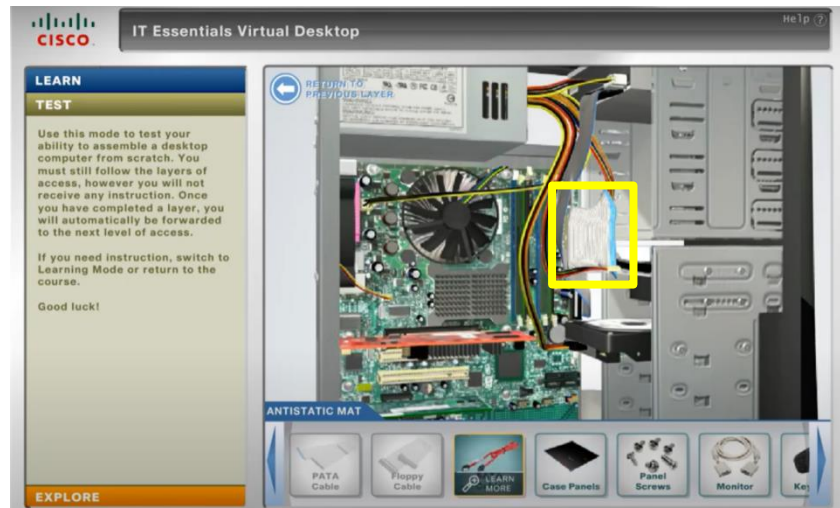 CISCO
IT Essentials Virtual Desktop
Help ?
LEARN
TEST
Use this mode to test your
ability to assemble a desktop
computer from scratch. You
must still follow the layers of
access, however you will not
receive any instruction. Once
you have completed a layer, you
will automatically be forwarded
to the next level of access.
If you need instruction, switch to
Learning Mode or return to the
course.
Good luck!
EXPLORE
RETURN TO
PREVIOUS LAYER
ANTISTATIC MAT
PATA
Cable
Floppy
Cable
LEARN
MORE
Case Panels
Panel
Screws
Monitor
Key